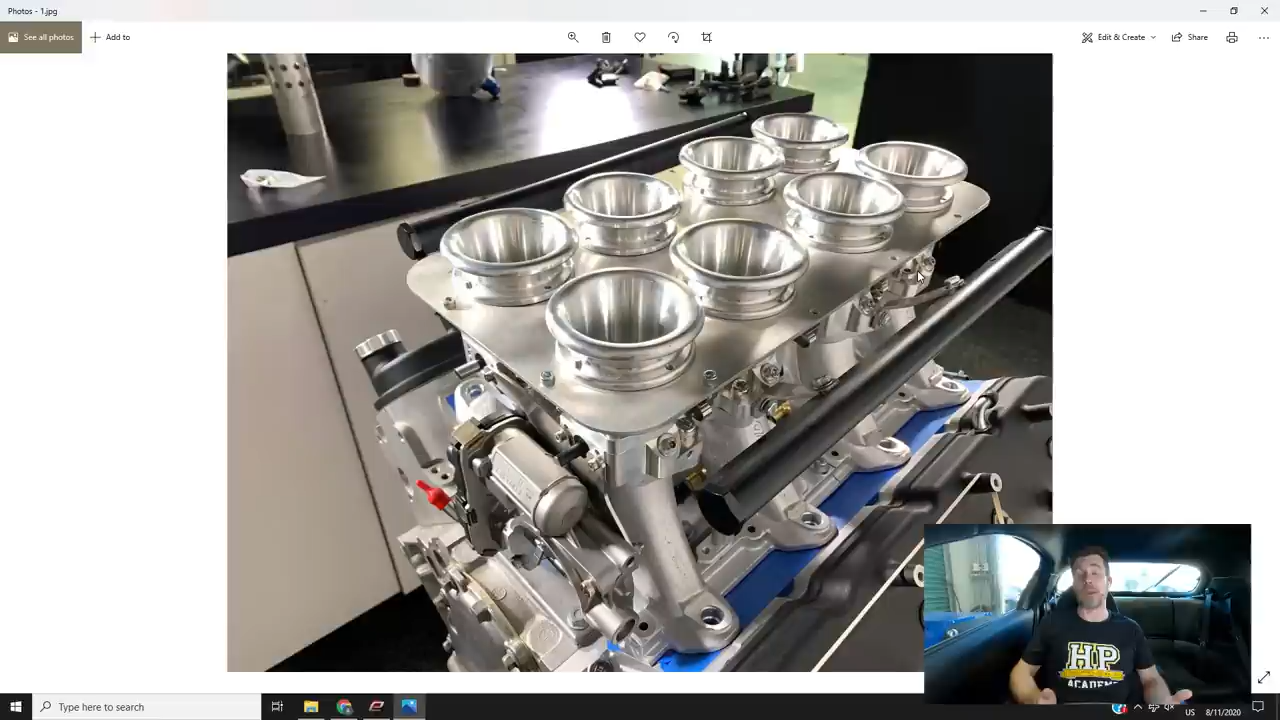 Photos - 1.jpg
See all photos
Add to
Edit & Create
Share
HP
ACADEMY
Type here to search
US
8/11/2020